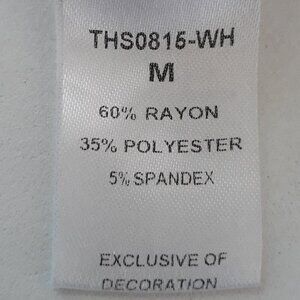 THS0815-WH
M
60% RAYON
35% POLYESTER
5% SPANDEX
EXCLUSIVE OF
DECORATION